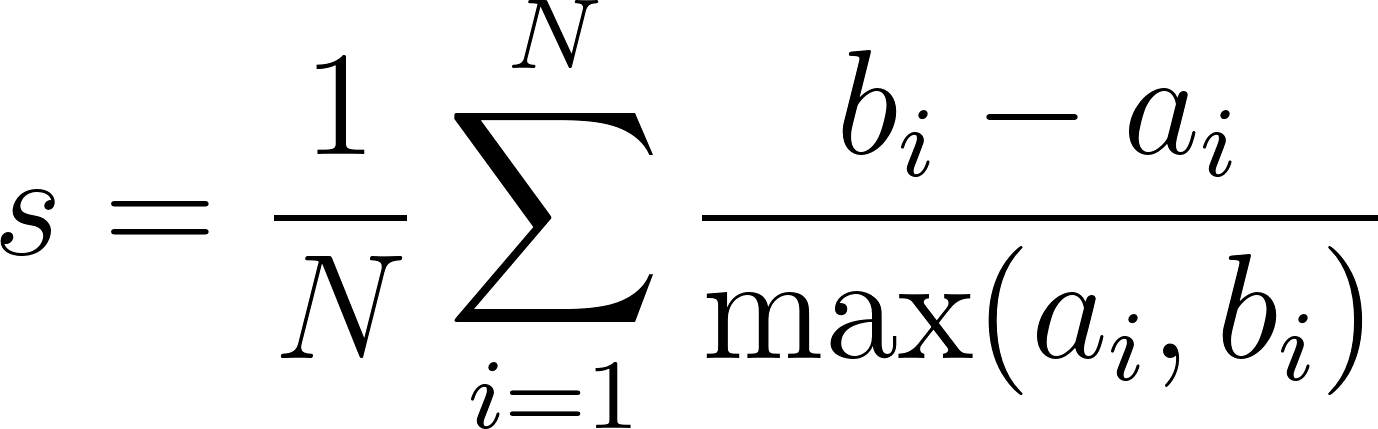 $s = \frac{1}{N} \sum_{i=1}^{N} \frac{b_i - a_i}{\max(a_i, b_i)}$